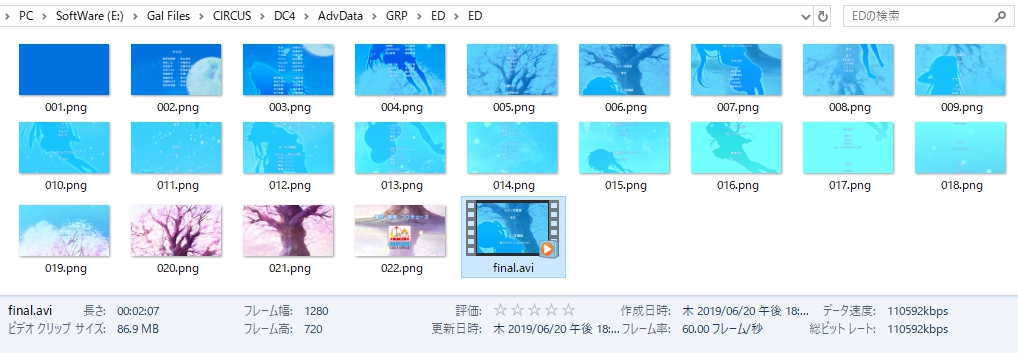 PC > SoftWare (E:) > Gal Files > CIRCUS > DC4 > AdvData > GRP > ED > ED
EDの検索
001.png 002.png 003.png 004.png 005.png 006.png 007.png 008.png 009.png
010.png 011.png 012.png 013.png 014.png 015.png 016.png 017.png 018.png
019.png 020.png 021.png 022.png final.avi
final.avi 長さ: 00:02:07 フレーム幅: 1280 評価: ☆☆☆☆☆ 作成日時: 木 2019/06/20 午後 18:... データ速度: 110592kbps
ビデオ クリップ サイズ: 86.9 MB フレーム高: 720 更新日時: 木 2019/06/20 午後 18:... フレーム率: 60.00 フレーム/秒 総ビット レート: 110592kbps